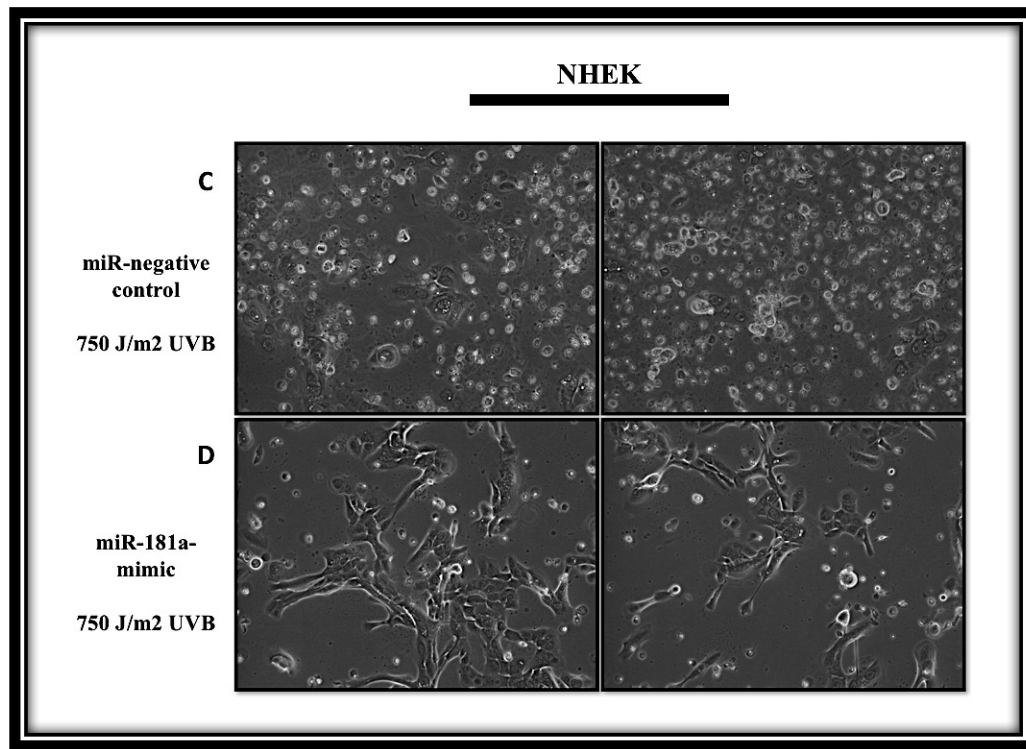 NHEK
C
miR-negative
control
750 J/m2 UVB
D
miR-181a-
mimic
750 J/m2 UVB